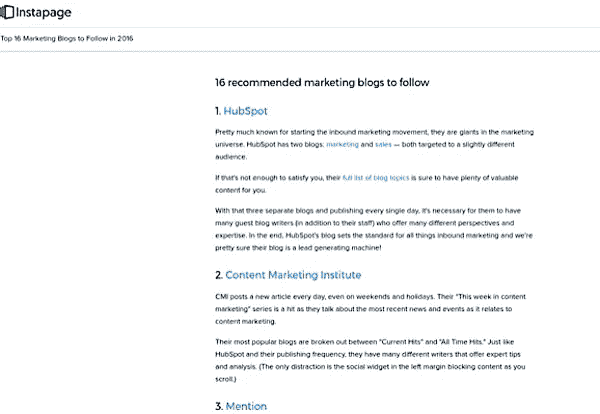 Instapage
Top 16 Marketing Blogs to Follow in 2016
16 recommended marketing blogs to follow
1. HubSpot
Pretty much known for starting the inbound marketing movement, they are giants in the marketing
universe. HubSpot has two blogs; marketing and sales — both targeted to a slightly different
audience.
If that's not enough to satisfy you, their full list of blog topics is sure to have plenty of valuable
content for you.
With that three separate blogs and publishing every single day, it's necessary for them to have
many guest blog writers (in addition to their staff) who offer many different perspectives and
expertise. In the end, HubSpot's blog sets the standard for all things inbound marketing and we're
pretty sure their blog is a lead generating machine!
2. Content Marketing Institute
CMI posts a new article every day, even on weekends and holidays. Their "This week in content
marketing" series is a hit as they talk about the most recent news and events as it relates to
content marketing.
Their most popular blogs are broken out between "Current Hits" and "All Time Hits." Just like
HubSpot and their publishing frequency, they have many different writers that offer expert tips
and analysis. (The only distraction is the social widget in the left margin blocking content as you
scroll.)
3. Mention